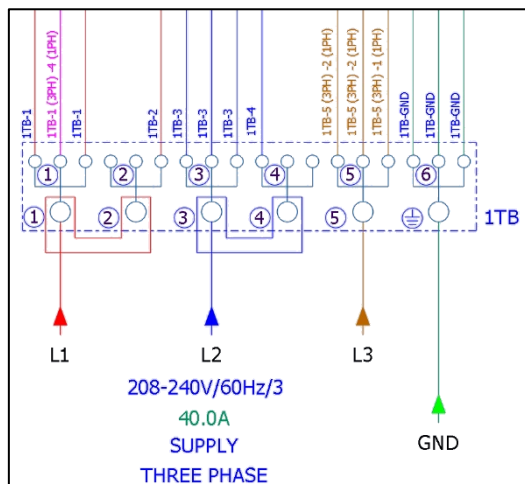 1TB-1
1TB-1 (3PH) -4 (1PH)
1TB-1
1TB-2
1TB-3
1TB-3
1TB-3
1TB-4
1TB-5 (3PH) -2 (1PH)
1TB-5 (3PH) -2 (1PH)
1TB-5 (3PH) -1 (1PH)
1TB-GND
1TB-GND
1TB-GND
1 2 3 4 5 6
1 2 3 4 5 1TB
L1 L2 L3
208-240V/60Hz/3
40.0A
SUPPLY GND
THREE PHASE